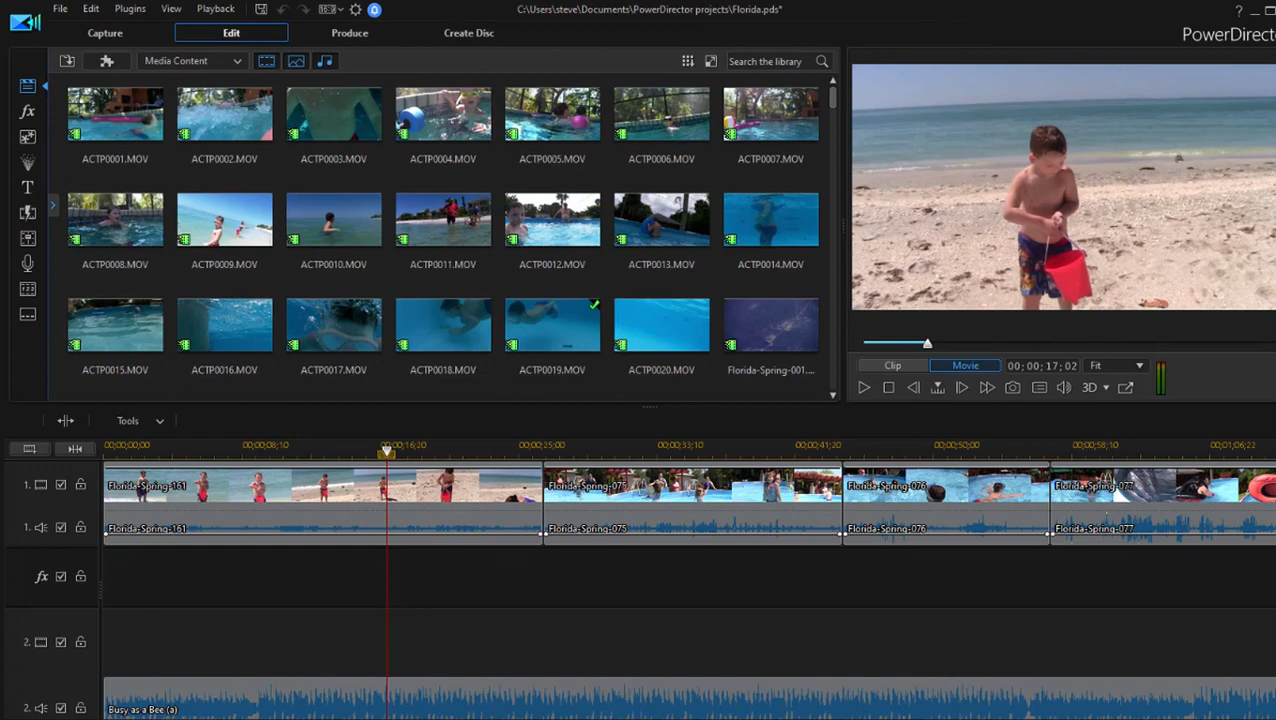 File Edit Plugins View Playback C:\Users\steve\Documents\PowerDirector projects\Florida.pds* ?
PowerDirecto
Capture Edit Produce Create Disc
Media Content Search the library
ACTP0001.MOV ACTP0002.MOV ACTP0003.MOV ACTP0004.MOV ACTP0005.MOV ACTP0006.MOV ACTP0007.MOV
fx
T
ACTP0008.MOV ACTP0009.MOV ACTP0010.MOV ACTP0011.MOV ACTP0012.MOV ACTP0013.MOV ACTP0014.MOV
ACTP0015.MOV ACTP0016.MOV ACTP0017.MOV ACTP0018.MOV ACTP0019.MOV ACTP0020.MOV Florida-Spring-001....
Clip Movie 00;00;17;02 Fit
3D
Tools
00;00;00;00 00;00;08;10 00;00;16;20 00;00;25;00 00;00;33;10 00;00;41;20 00;00;50;00 00;00;58;10 00;01;06;22
1. Florida-Spring-161 Florida-Spring-075 Florida-Spring-076 Florida-Spring-077
1. Florida-Spring-161 Florida-Spring-075 Florida-Spring-076 Florida-Spring-077
fx
2.
2. Busy as a Bee (a)